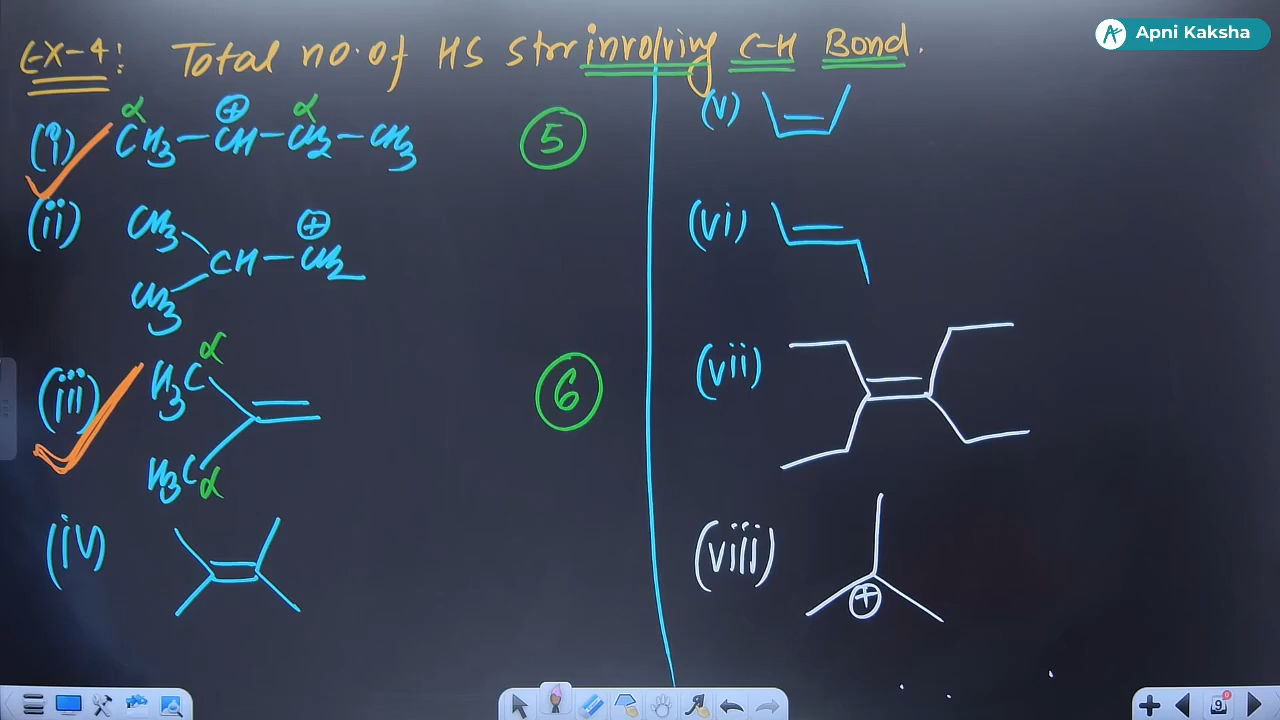 Apni Kaksha
Ex-4: Total no. of HS str involving C-H Bond.
(i) CH3 - CH - CH2 - CH3
α ⊕ α
5
(ii) CH3
CH3
CH - CH2
⊕
(iii) H3C
H3C
α
α
6
(iv)
(v)
(vi)
(vii)
(viii)
⊕
9